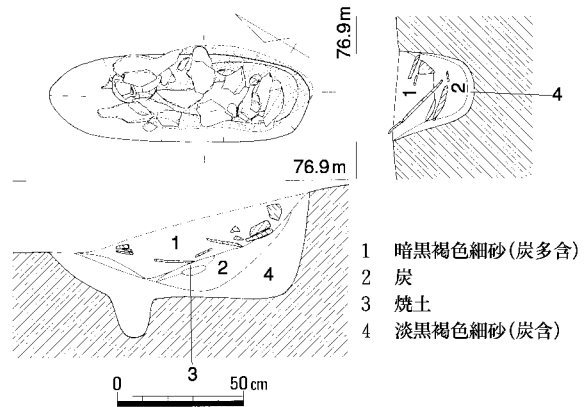 76.9m
1
2
4
76.9m
1
2
4
3
1 暗黒褐色細砂(炭多含)
2 炭
3 焼土
4 淡黒褐色細砂(炭含)
0 50cm